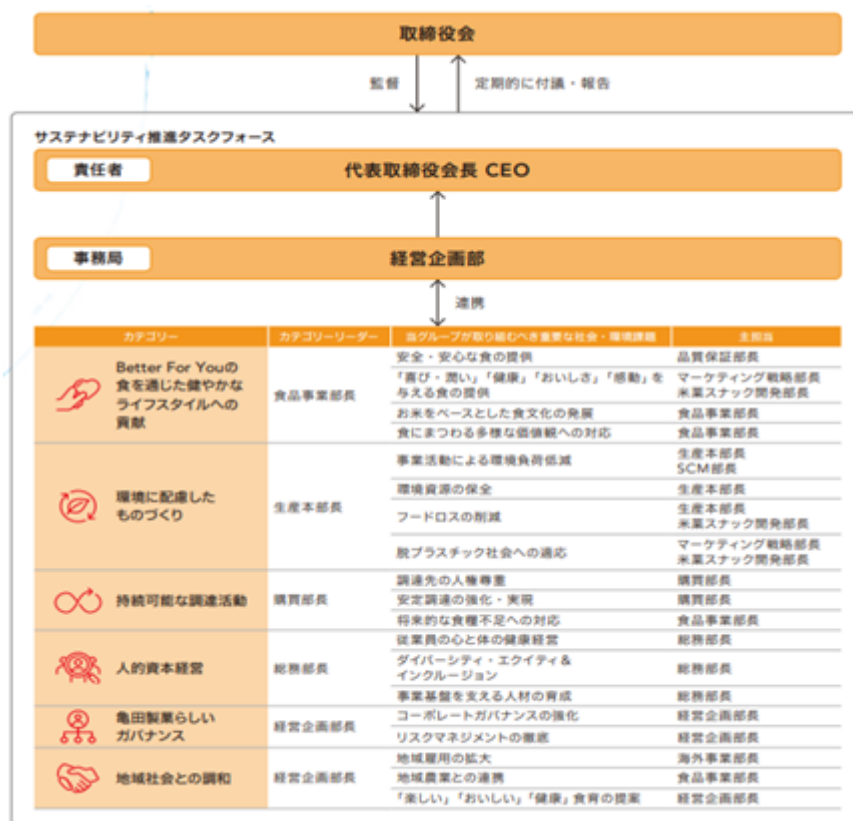 取締役会
監督
定期的に付議・報告
サステナビリティ推進タスクフォース
責任者
代表取締役会長 CEO
事務局
経営企画部
連携
カテゴリー
カテゴリーリーダー
当グループが取り組むべき重要な社会・環境課題
主担当
Better For Youの
食を通じた健やかな
ライフスタイルへの
貢献
食品事業部長
安全・安心な食の提供
品質保証部長
「喜び・潤い」「健康」「おいしさ」「感動」を
与える食の提供
マーケティング戦略部長
米菓スナック開発部長
お米をベースとした食文化の発展
食品事業部長
食にまつわる多様な価値観への対応
食品事業部長
環境に配慮した
ものづくり
生産本部長
事業活動による環境負荷低減
生産本部長
SCM部長
環境資源の保全
生産本部長
フードロスの削減
生産本部長
米菓スナック開発部長
脱プラスチック社会への適応
マーケティング戦略部長
米菓スナック開発部長
持続可能な調達活動
購買部長
調達先の人権尊重
購買部長
安定調達の強化・実現
購買部長
将来的な食糧不足への対応
食品事業部長
人的資本経営
総務部長
従業員の心と体の健康経営
総務部長
ダイバーシティ・エクイティ&
インクルージョン
総務部長
事業基盤を支える人材の育成
総務部長
亀田製菓らしい
ガバナンス
経営企画部長
コーポレートガバナンスの強化
経営企画部長
リスクマネジメントの徹底
経営企画部長
地域社会との調和
経営企画部長
地域雇用の拡大
海外事業部長
地域農業との連携
食品事業部長
「楽しい」「おいしい」「健康」食育の提案
経営企画部長